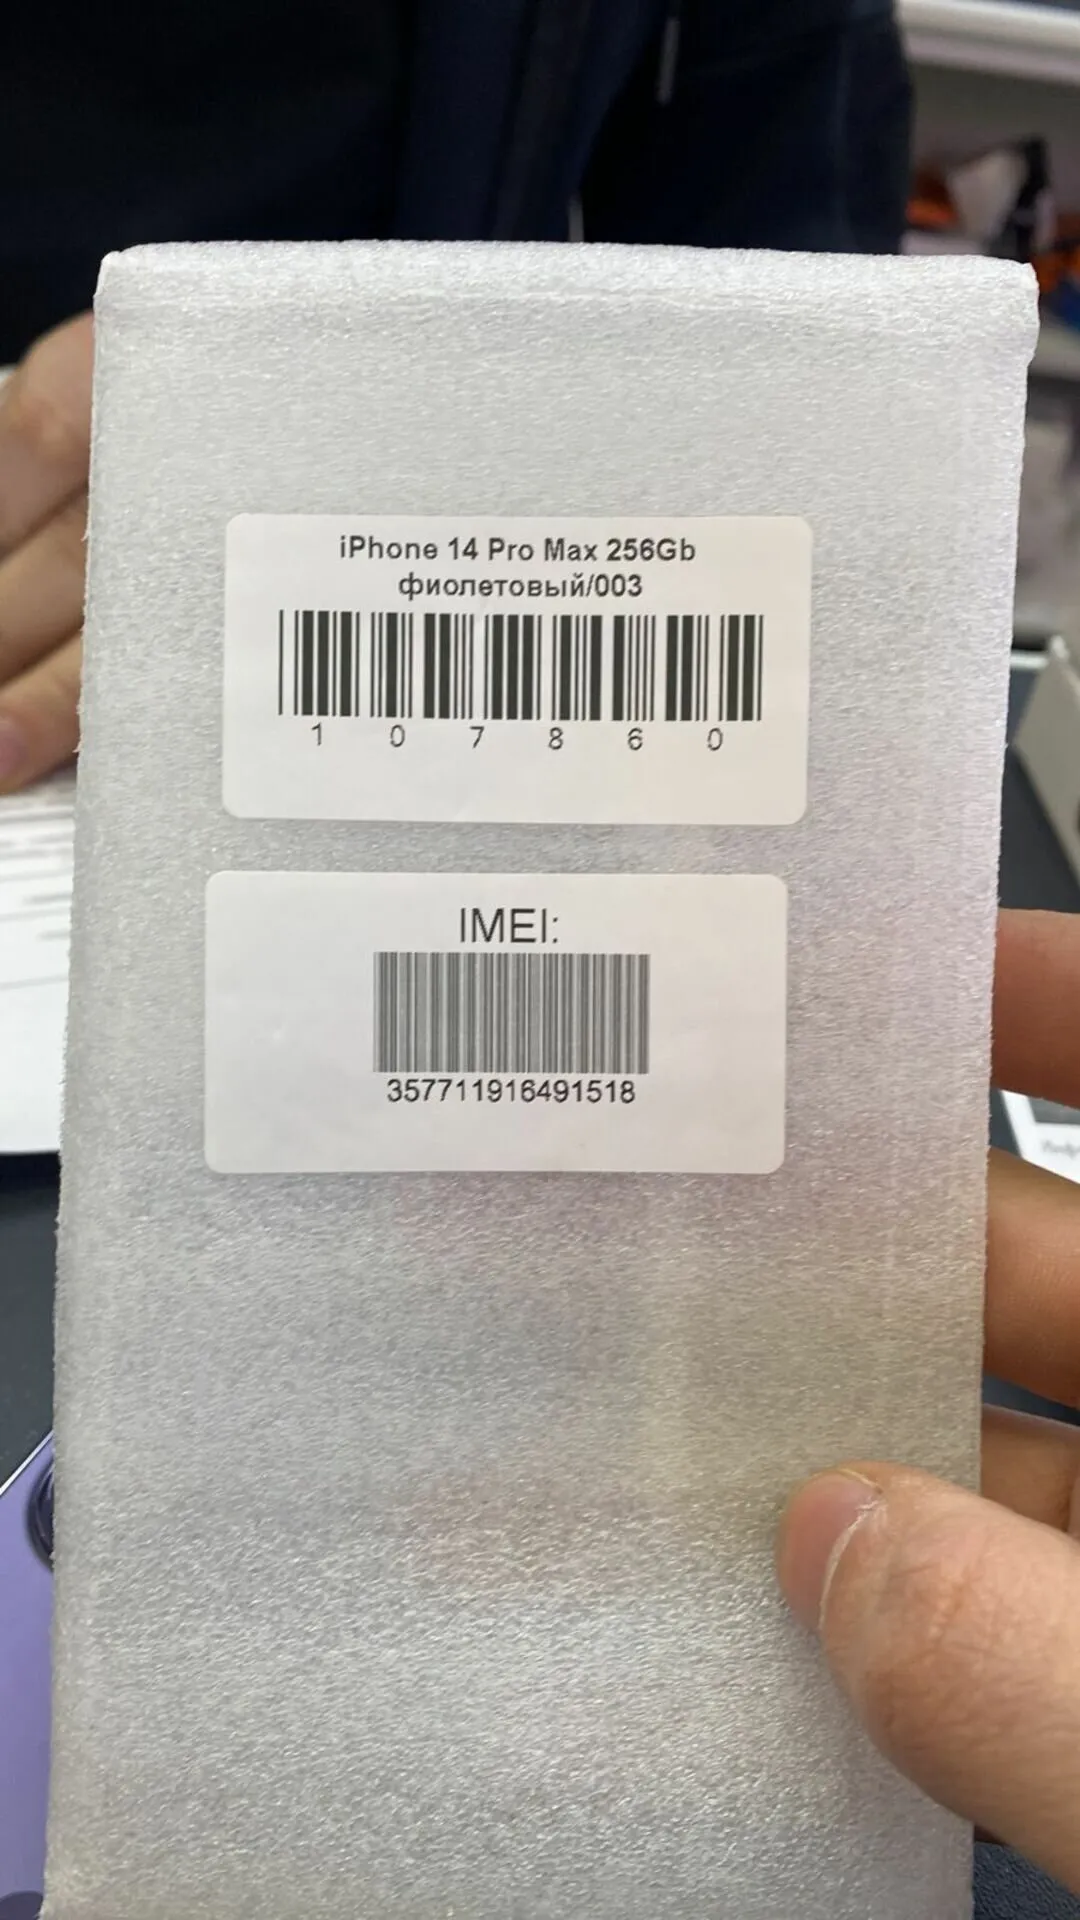 iPhone 14 Pro Max 256Gb
фиолетовый/003
1 0 7 8 6 0
IMEI:
357711916491518